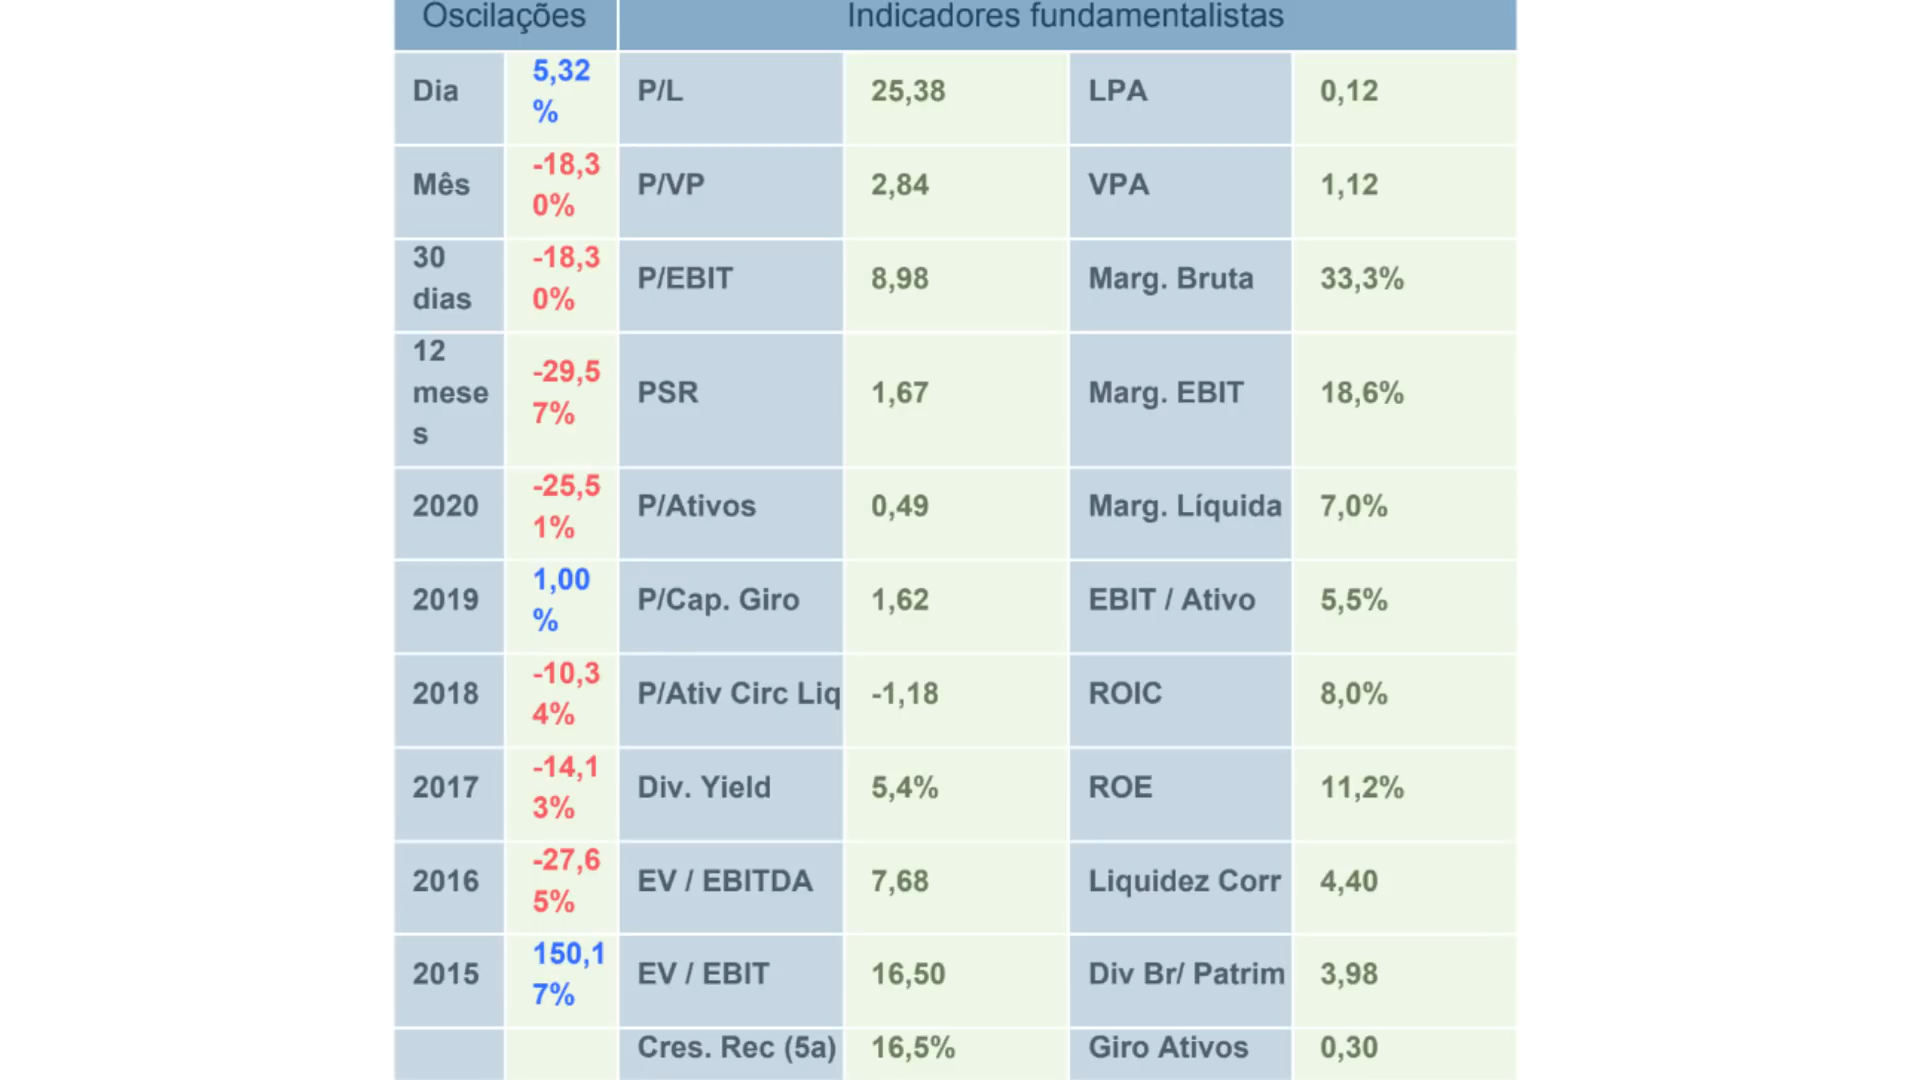 Oscilações Indicadores fundamentalistas
Dia 5,32 P/L 25,38 LPA 0,12
%
Mês -18,3 P/VP 2,84 VPA 1,12
0%
30 -18,3 P/EBIT 8,98 Marg. Bruta 33,3%
dias 0%
12
mese -29,5 PSR 1,67 Marg. EBIT 18,6%
s 7%
2020 -25,5 P/Ativos 0,49 Marg. Líquida 7,0%
1%
2019 1,00 P/Cap. Giro 1,62 EBIT / Ativo 5,5%
%
2018 -10,3 P/Ativ Circ Liq -1,18 ROIC 8,0%
4%
2017 -14,1 Div. Yield 5,4% ROE 11,2%
3%
2016 -27,6 EV / EBITDA 7,68 Liquidez Corr 4,40
5%
2015 150,1 EV / EBIT 16,50 Div Br/ Patrim 3,98
7%
Cres. Rec (5a) 16,5% Giro Ativos 0,30